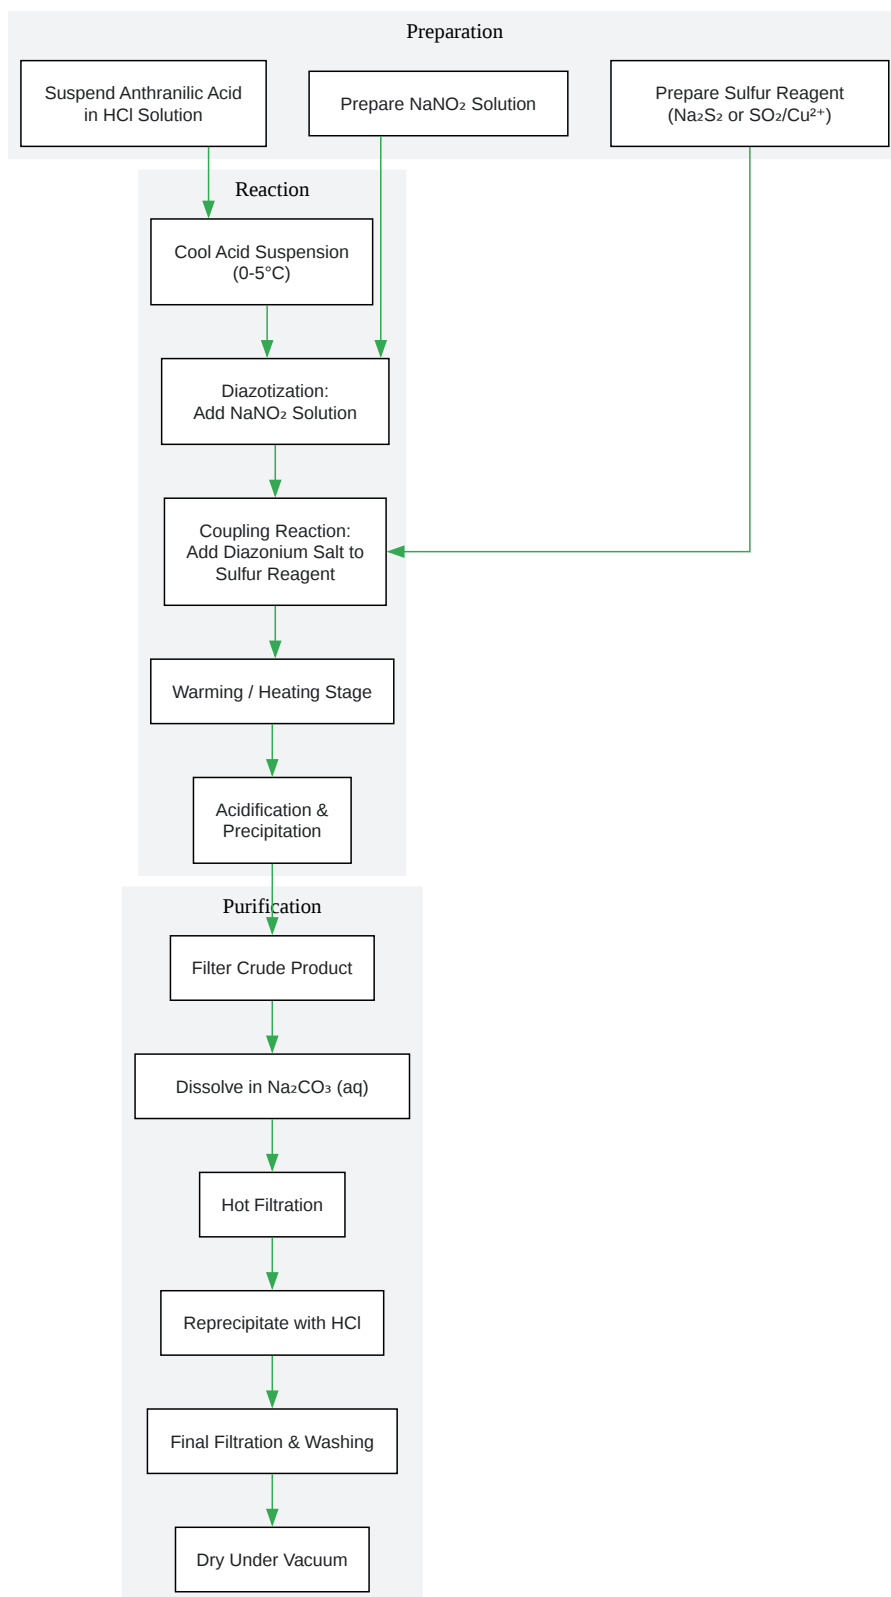 Preparation
Suspend Anthranilic Acid
in HCl Solution
Prepare NaNO₂ Solution
Prepare Sulfur Reagent
(Na₂S₂ or SO₂/Cu²⁺)
Reaction
Cool Acid Suspension
(0-5°C)
Diazotization:
Add NaNO₂ Solution
Coupling Reaction:
Add Diazonium Salt to
Sulfur Reagent
Warming / Heating Stage
Acidification &
Precipitation
Purification
Filter Crude Product
Dissolve in Na₂CO₃ (aq)
Hot Filtration
Reprecipitate with HCl
Final Filtration & Washing
Dry Under Vacuum